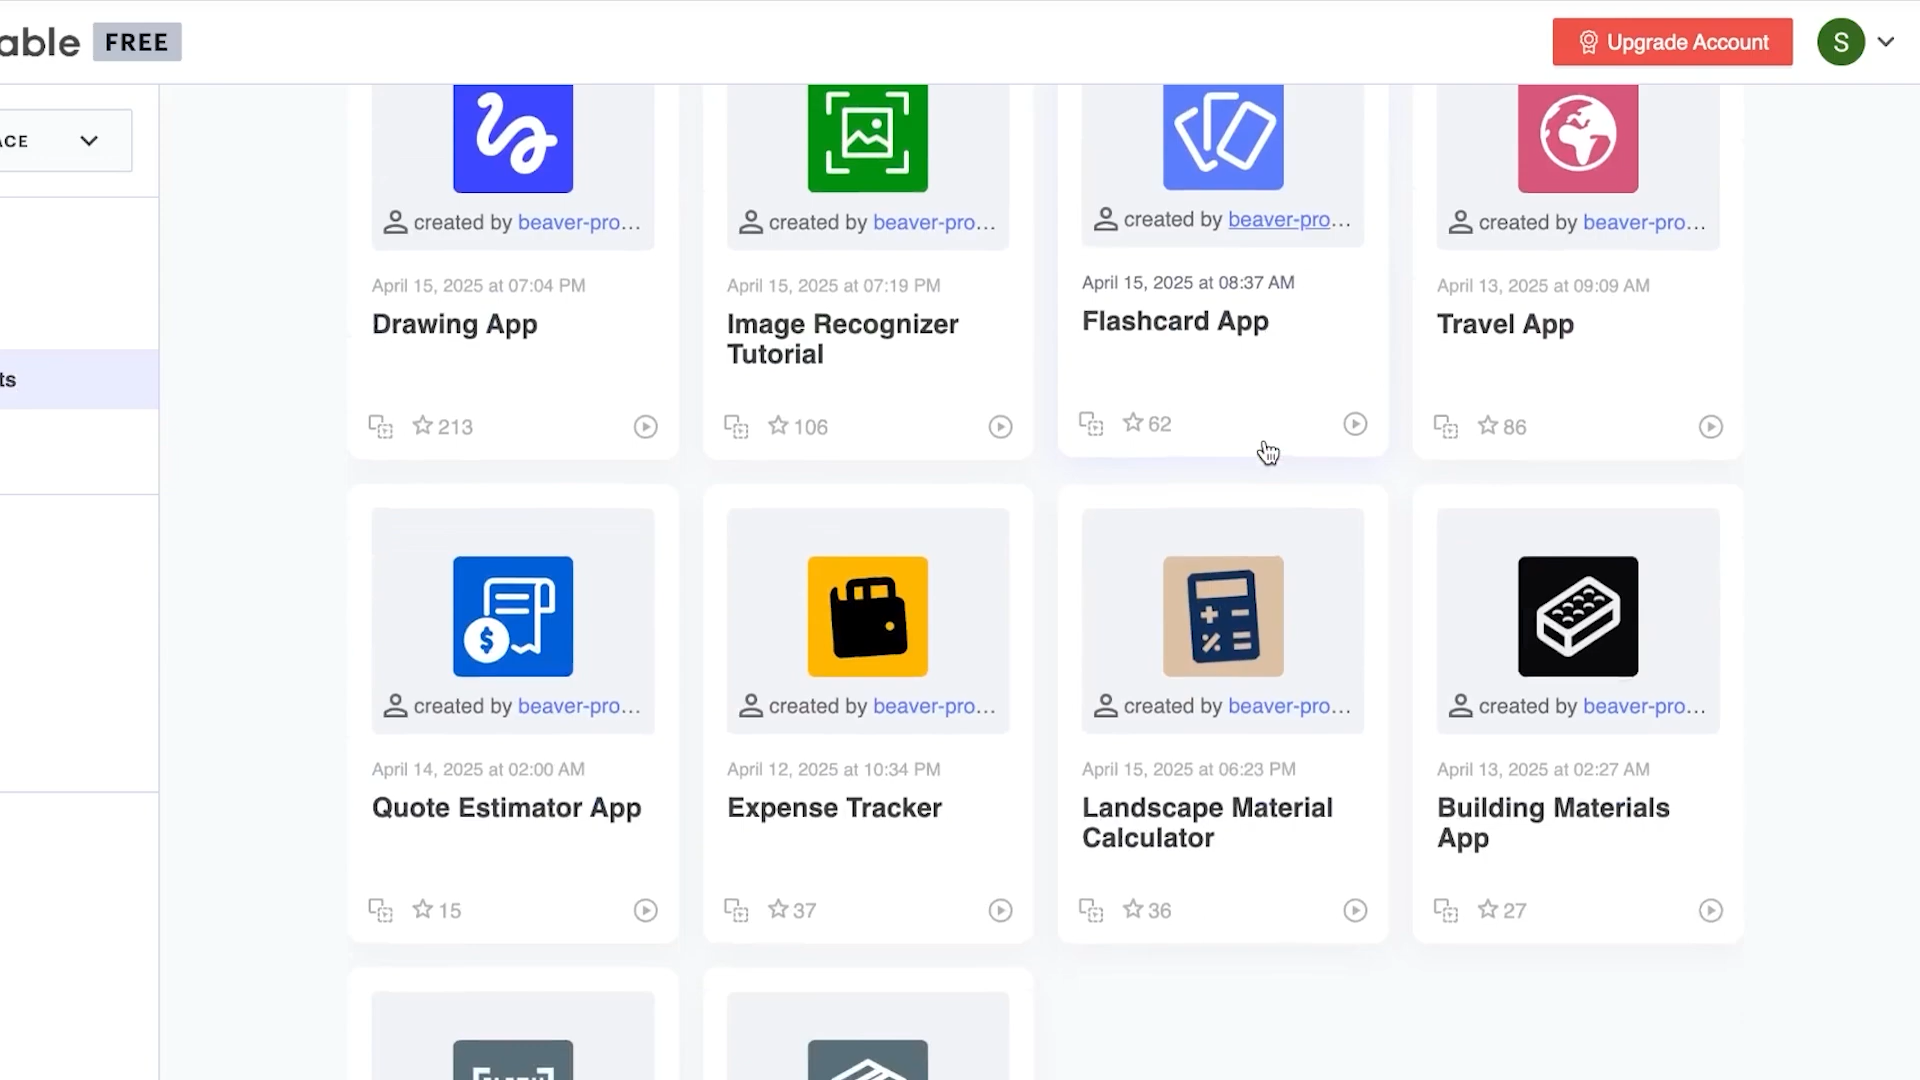 able FREE
Upgrade Account
S
ACE
ts
created by beaver-pro...
created by beaver-pro...
created by beaver-pro...
created by beaver-pro...
April 15, 2025 at 07:04 PM
April 15, 2025 at 07:19 PM
April 15, 2025 at 08:37 AM
April 13, 2025 at 09:09 AM
Drawing App
Image Recognizer
Tutorial
Flashcard App
Travel App
213
106
62
86
created by beaver-pro...
created by beaver-pro...
created by beaver-pro...
created by beaver-pro...
April 14, 2025 at 02:00 AM
April 12, 2025 at 10:34 PM
April 15, 2025 at 06:23 PM
April 13, 2025 at 02:27 AM
Quote Estimator App
Expense Tracker
Landscape Material
Calculator
Building Materials
App
15
37
36
27